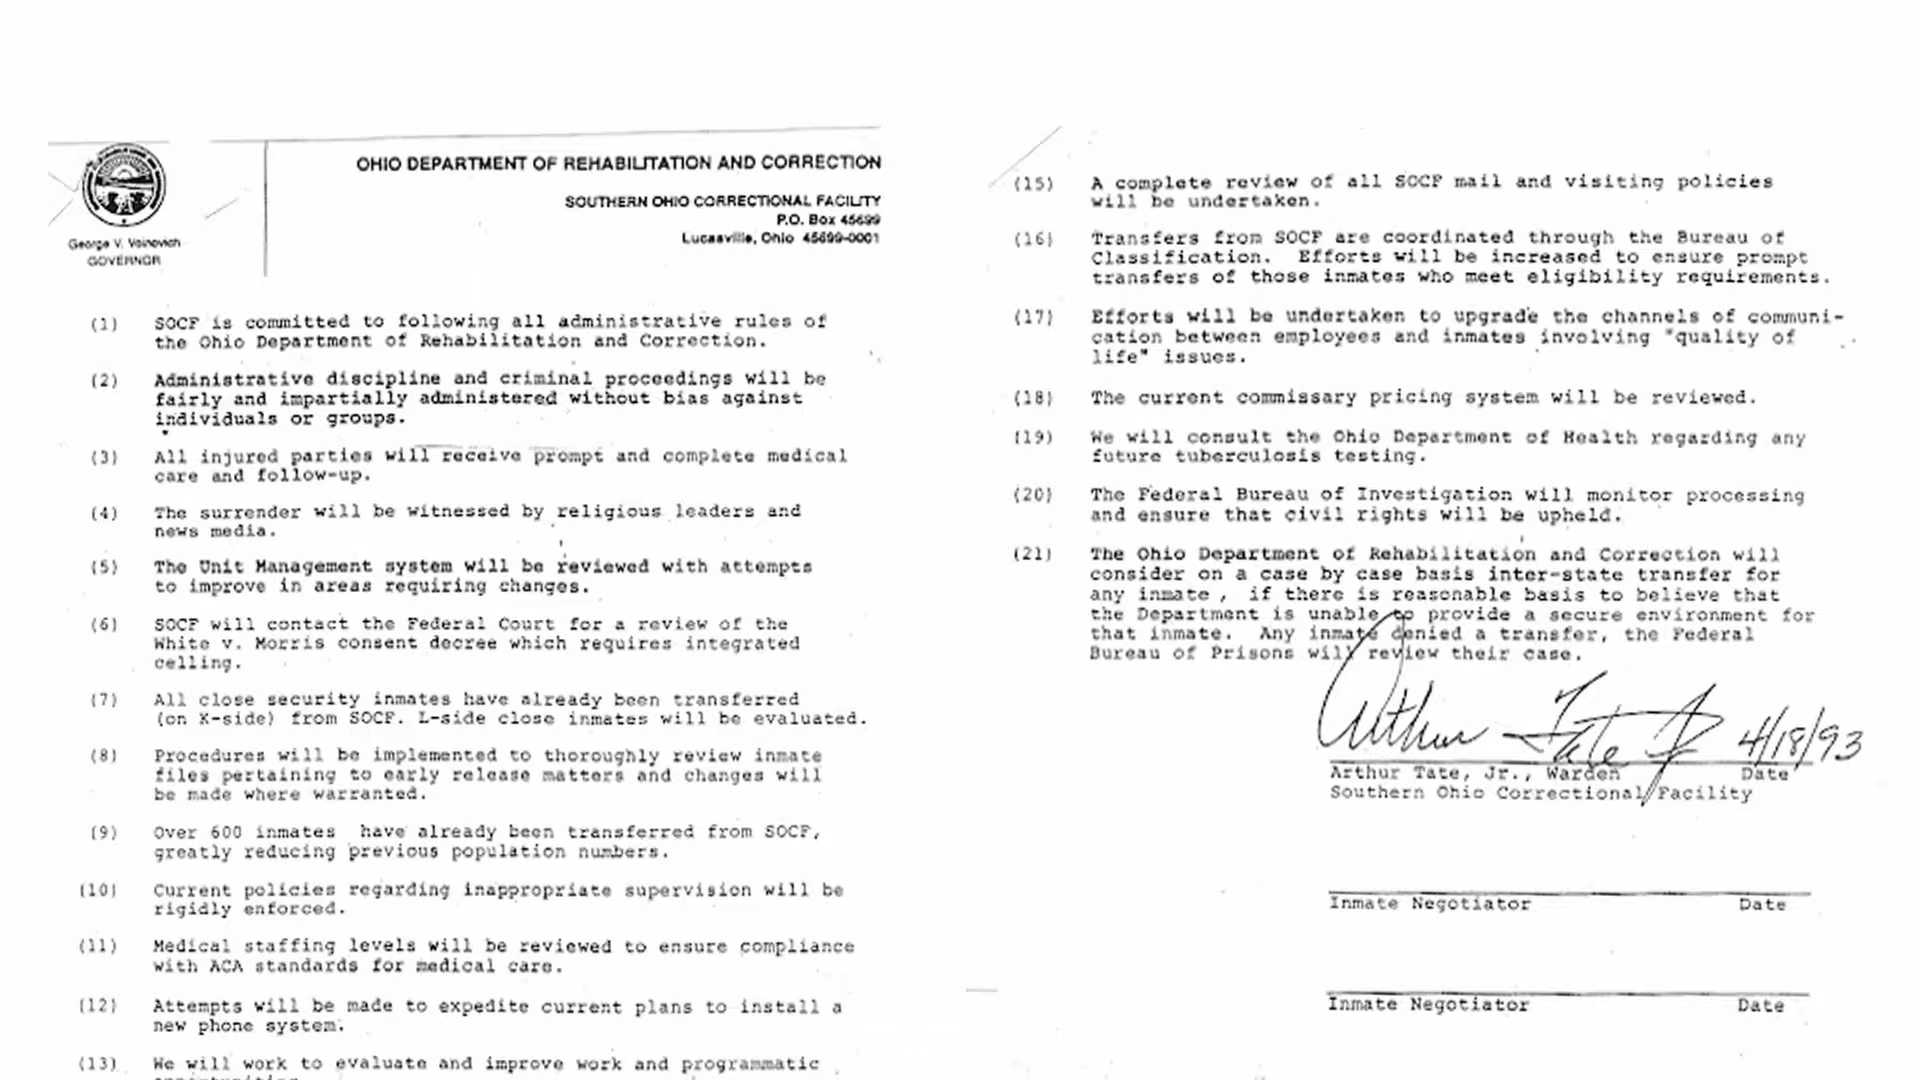 OHIO DEPARTMENT OF REHABILITATION AND CORRECTION
SOUTHERN OHIO CORRECTIONAL FACILITY
P.O. Box 45699
Lucasville, Ohio 45699-0001
George V. Voinovich
GOVERNOR
(1) SOCF is committed to following all administrative rules of
the Ohio Department of Rehabilitation and Correction.
(2) Administrative discipline and criminal proceedings will be
fairly and impartially administered without bias against
individuals or groups.
(3) All injured parties will receive prompt and complete medical
care and follow-up.
(4) The surrender will be witnessed by religious leaders and
news media.
(5) The Unit Management system will be reviewed with attempts
to improve in areas requiring changes.
(6) SOCF will contact the Federal Court for a review of the
White v. Morris consent decree which requires integrated
celling.
(7) All close security inmates have already been transferred
(on K-side) from SOCF. L-side close inmates will be evaluated.
(8) Procedures will be implemented to thoroughly review inmate
files pertaining to early release matters and changes will
be made where warranted.
(9) Over 600 inmates have already been transferred from SOCF,
greatly reducing previous population numbers.
(10) Current policies regarding inappropriate supervision will be
rigidly enforced.
(11) Medical staffing levels will be reviewed to ensure compliance
with ACA standards for medical care.
(12) Attempts will be made to expedite current plans to install a
new phone system.
(13) We will work to evaluate and improve work and programmatic
(15) A complete review of all SOCF mail and visiting policies
will be undertaken.
(16) Transfers from SOCF are coordinated through the Bureau of
Classification. Efforts will be increased to ensure prompt
transfers of those inmates who meet eligibility requirements.
(17) Efforts will be undertaken to upgrade the channels of communi-
cation between employees and inmates involving "quality of
life" issues.
(18) The current commissary pricing system will be reviewed.
(19) We will consult the Ohio Department of Health regarding any
future tuberculosis testing.
(20) The Federal Bureau of Investigation will monitor processing
and ensure that civil rights will be upheld.
(21) The Ohio Department of Rehabilitation and Correction will
consider on a case by case basis inter-state transfer for
any inmate, if there is reasonable basis to believe that
the Department is unable to provide a secure environment for
that inmate. Any inmate denied a transfer, the Federal
Bureau of Prisons will review their case.
Arthur Tate Jr 4/18/93
Arthur Tate, Jr., Warden Date
Southern Ohio Correctional Facility
Inmate Negotiator Date
Inmate Negotiator Date